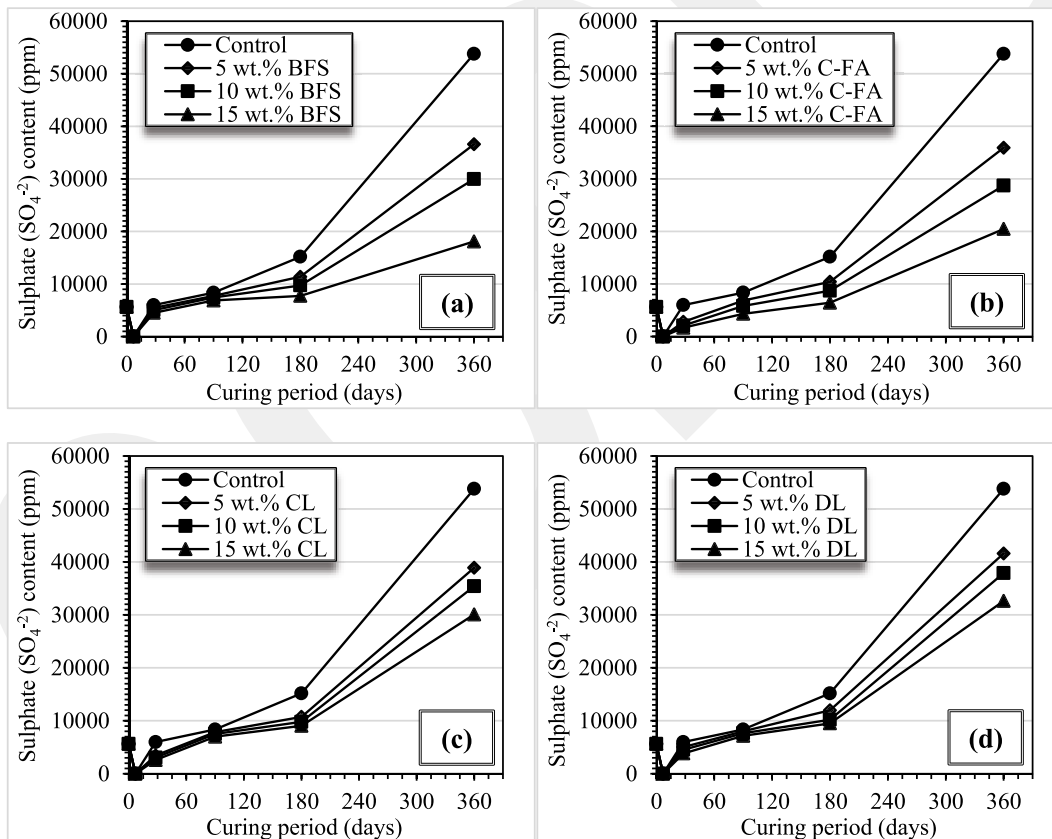 60000
50000
40000
30000
20000
10000
0
Sulphate (SO₄⁻²) content (ppm)
Control
5 wt.% BFS
10 wt.% BFS
15 wt.% BFS
(a)
0 60 120 180 240 300 360
Curing period (days)
60000
50000
40000
30000
20000
10000
0
Sulphate (SO₄⁻²) content (ppm)
Control
5 wt.% C-FA
10 wt.% C-FA
15 wt.% C-FA
(b)
0 60 120 180 240 300 360
Curing period (days)
60000
50000
40000
30000
20000
10000
0
Sulphate (SO₄⁻²) content (ppm)
Control
5 wt.% CL
10 wt.% CL
15 wt.% CL
(c)
0 60 120 180 240 300 360
Curing period (days)
60000
50000
40000
30000
20000
10000
0
Sulphate (SO₄⁻²) content (ppm)
Control
5 wt.% DL
10 wt.% DL
15 wt.% DL
(d)
0 60 120 180 240 300 360
Curing period (days)